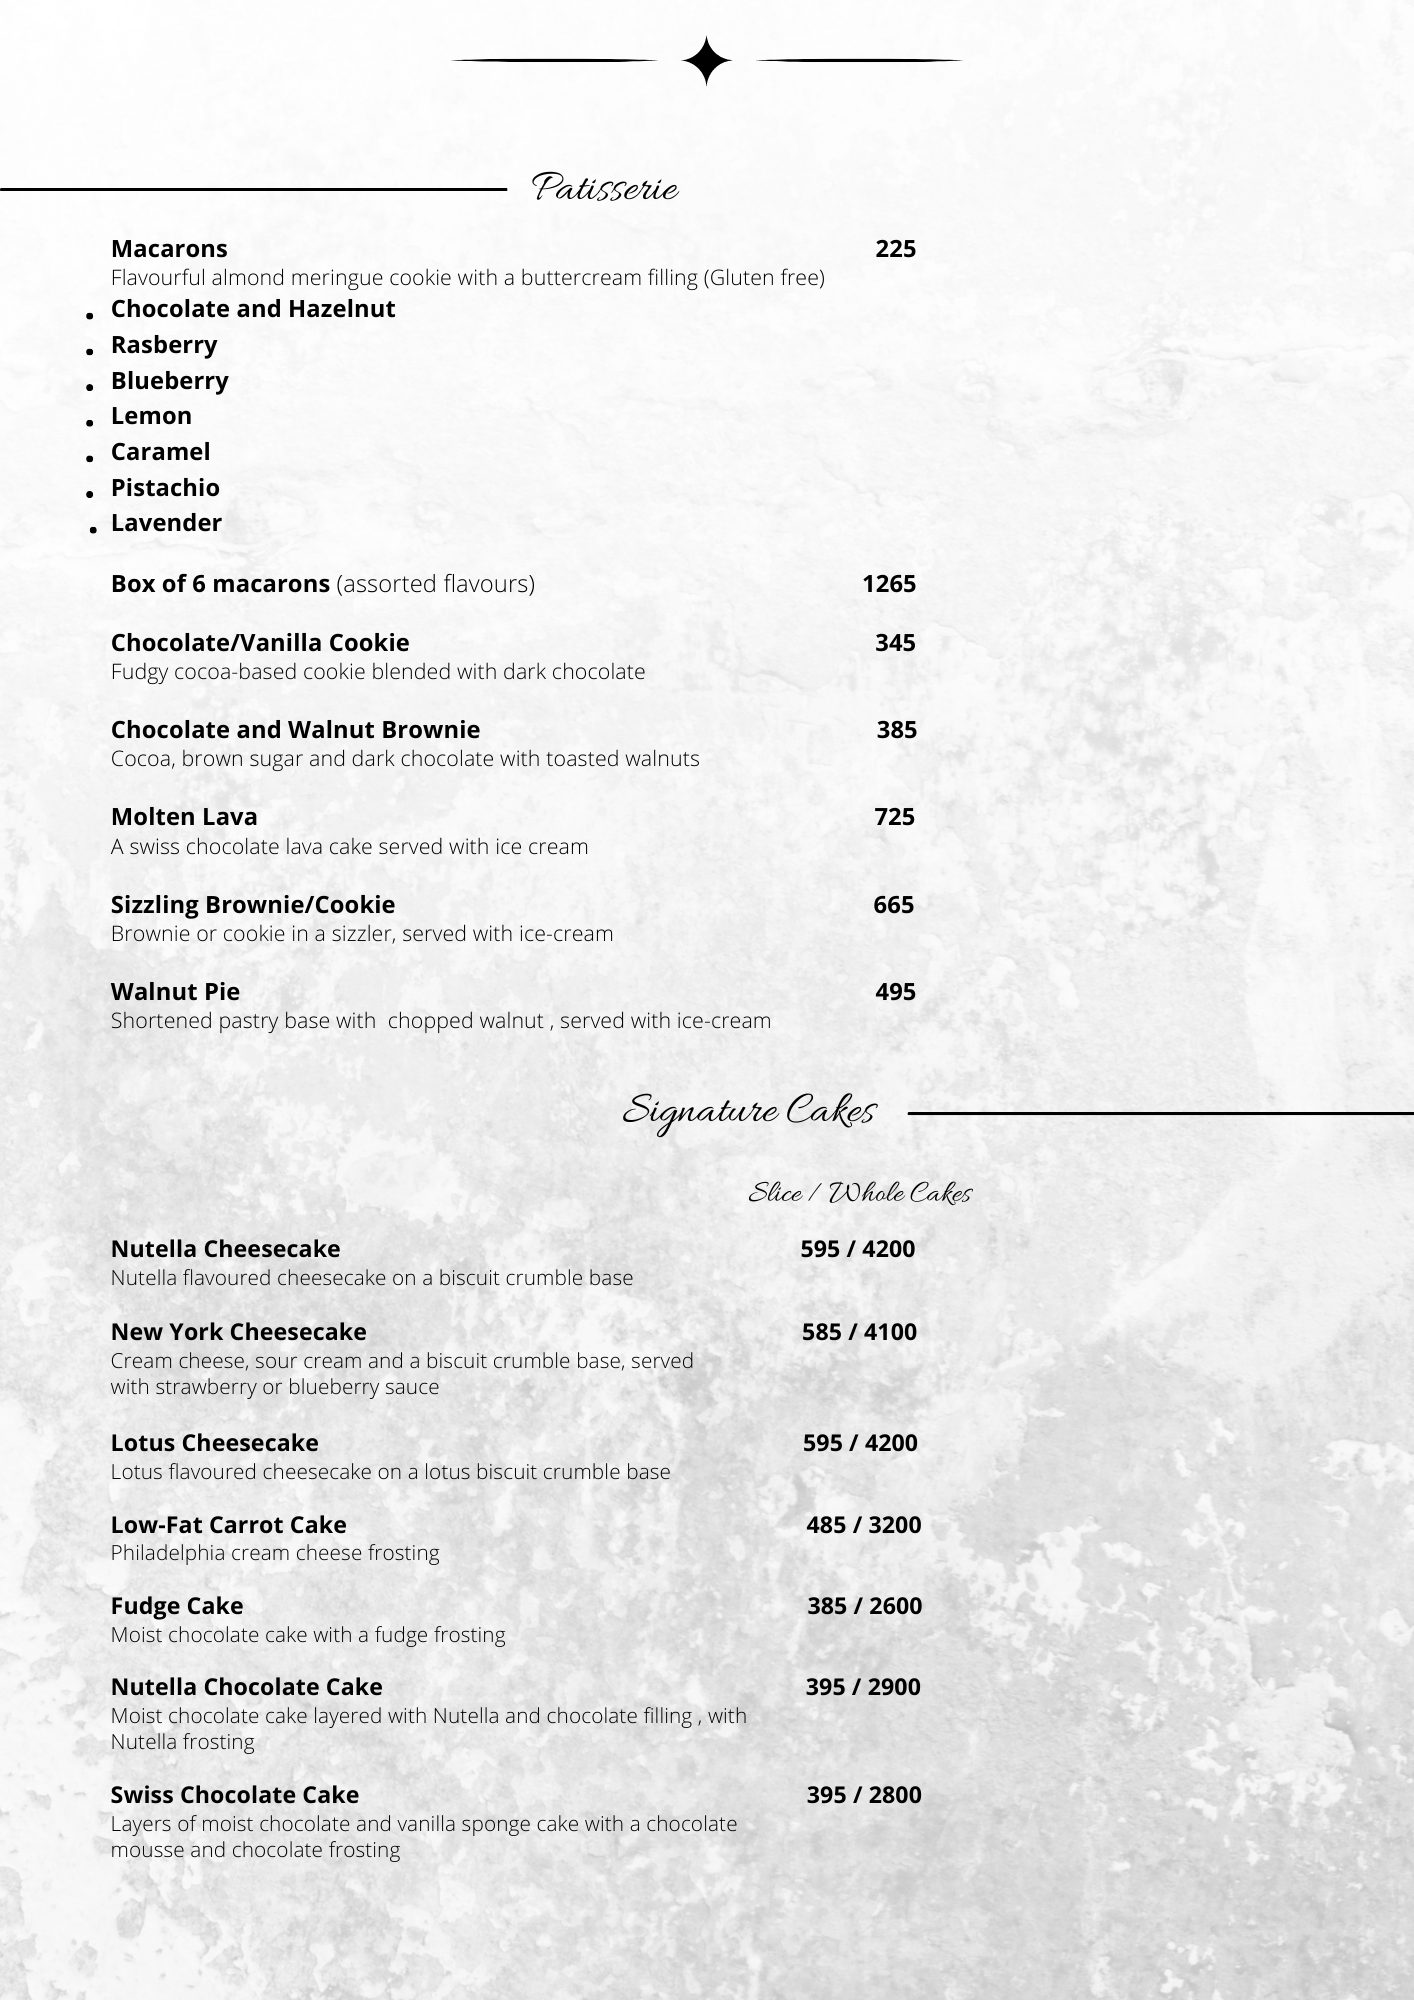 Patisserie
Macarons 225
Flavourful almond meringue cookie with a buttercream filling (Gluten free)
. Chocolate and Hazelnut
. Rasberry
. Blueberry
. Lemon
. Caramel
. Pistachio
. Lavender
Box of 6 macarons (assorted flavours) 1265
Chocolate/Vanilla Cookie 345
Fudgy cocoa-based cookie blended with dark chocolate
Chocolate and Walnut Brownie 385
Cocoa, brown sugar and dark chocolate with toasted walnuts
Molten Lava 725
A swiss chocolate lava cake served with ice cream
Sizzling Brownie/Cookie 665
Brownie or cookie in a sizzler, served with ice-cream
Walnut Pie 495
Shortened pastry base with  chopped walnut , served with ice-cream
Signature Cakes
Slice / Whole Cakes
Nutella Cheesecake 595 / 4200
Nutella flavoured cheesecake on a biscuit crumble base
New York Cheesecake 585 / 4100
Cream cheese, sour cream and a biscuit crumble base, served
with strawberry or blueberry sauce
Lotus Cheesecake 595 / 4200
Lotus flavoured cheesecake on a lotus biscuit crumble base
Low-Fat Carrot Cake 485 / 3200
Philadelphia cream cheese frosting
Fudge Cake 385 / 2600
Moist chocolate cake with a fudge frosting
Nutella Chocolate Cake 395 / 2900
Moist chocolate cake layered with Nutella and chocolate filling , with
Nutella frosting
Swiss Chocolate Cake 395 / 2800
Layers of moist chocolate and vanilla sponge cake with a chocolate
mousse and chocolate frosting